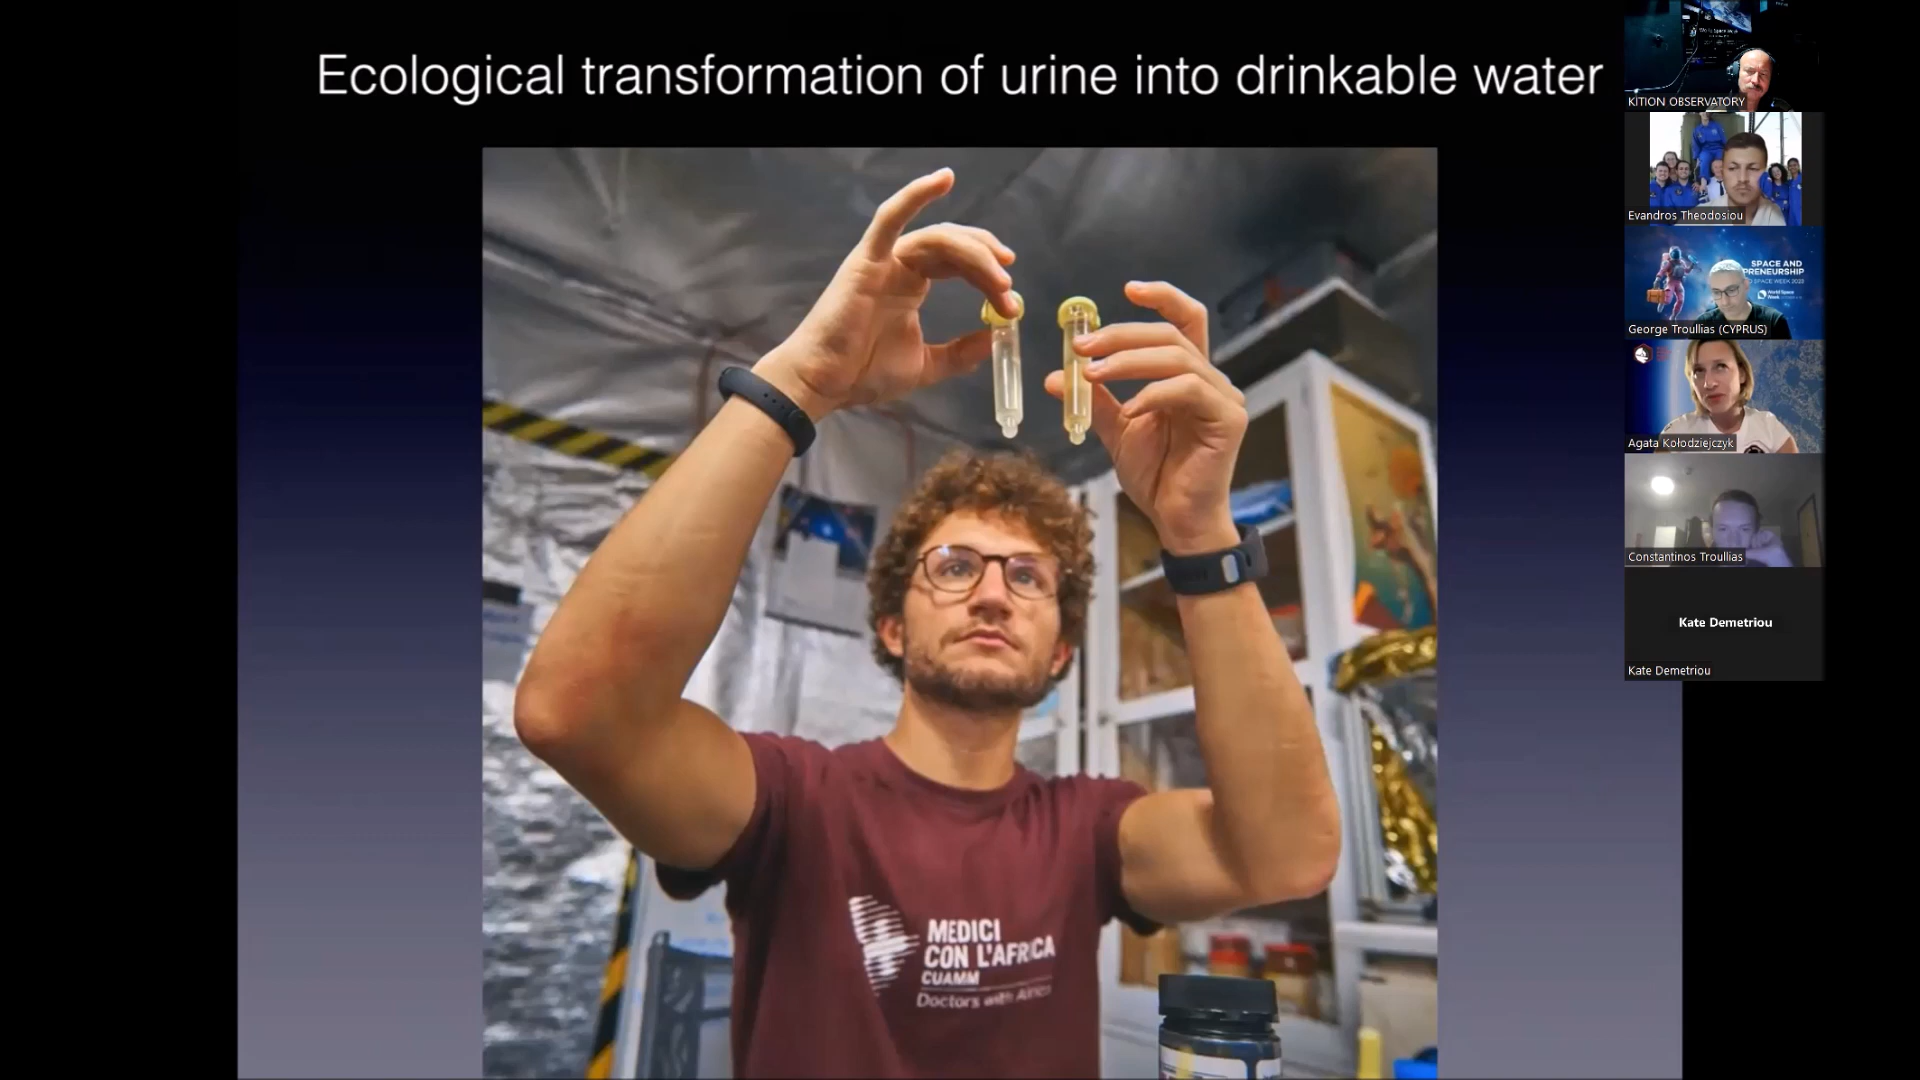 Ecological transformation of urine into drinkable water
MEDICI
CON L'AFRICA
CUAMM
Doctors with Africa
KITION OBSERVATORY
Evandros Theodosiou
SPACE AND
PRENEURSHIP
George Troullias (CYPRUS)
Agata Kołodziejczyk
Constantinos Troullias
Kate Demetriou
Kate Demetriou